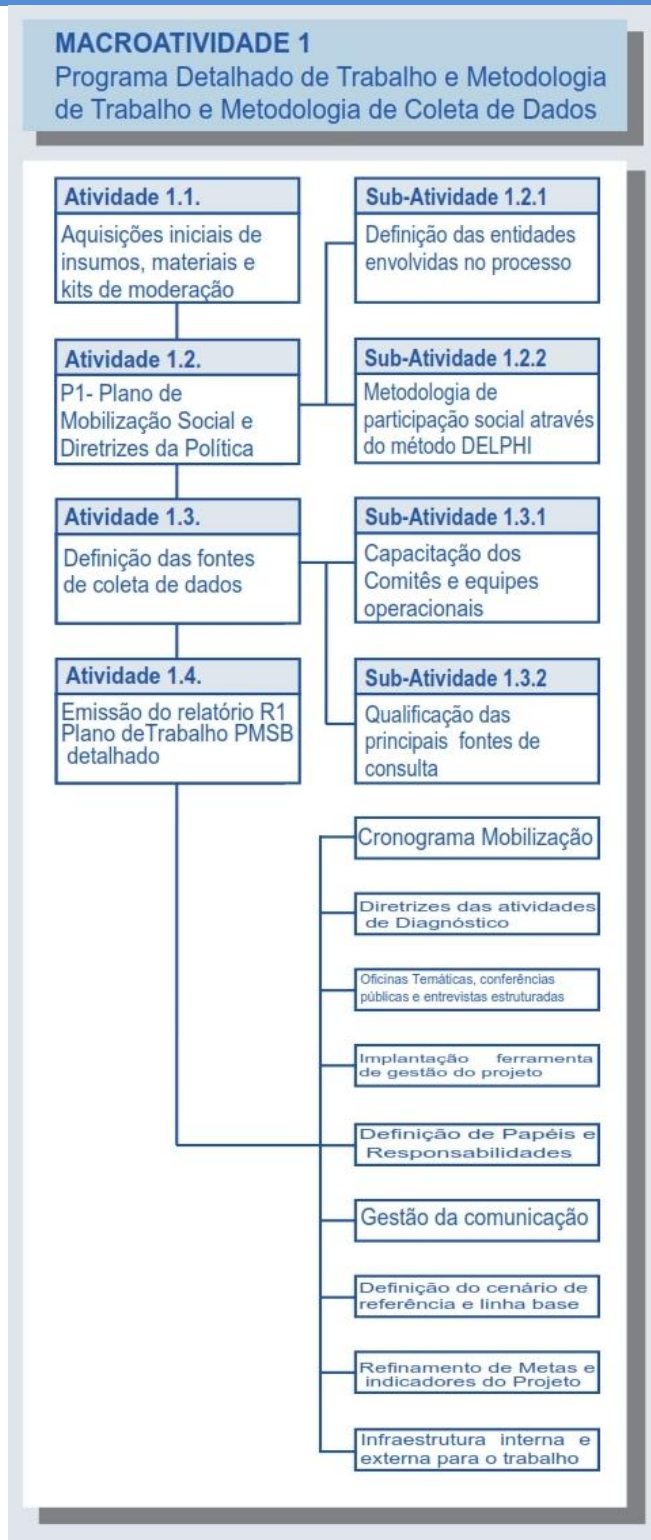 MACROATIVIDADE 1
Programa Detalhado de Trabalho e Metodologia
de Trabalho e Metodologia de Coleta de Dados
Atividade 1.1.
Aquisições iniciais de
insumos, materiais e
kits de moderação
Sub-Atividade 1.2.1
Definição das entidades
envolvidas no processo
Atividade 1.2.
P1- Plano de
Mobilização Social e
Diretrizes da Política
Sub-Atividade 1.2.2
Metodologia de
participação social através
do método DELPHI
Atividade 1.3.
Definição das fontes
de coleta de dados
Sub-Atividade 1.3.1
Capacitação dos
Comitês e equipes
operacionais
Atividade 1.4.
Emissão do relatório R1
Plano deTrabalho PMSB
detalhado
Sub-Atividade 1.3.2
Qualificação das
principais fontes de
consulta
Cronograma Mobilização
Diretrizes das atividades
de Diagnóstico
Oficinas Temáticas, conferências
públicas e entrevistas estruturadas
Implantação ferramenta
de gestão do projeto
Definição de Papéis e
Responsabilidades
Gestão da comunicação
Definição do cenário de
referência e linha base
Refinamento de Metas e
indicadores do Projeto
Infraestrutura interna e
externa para o trabalho